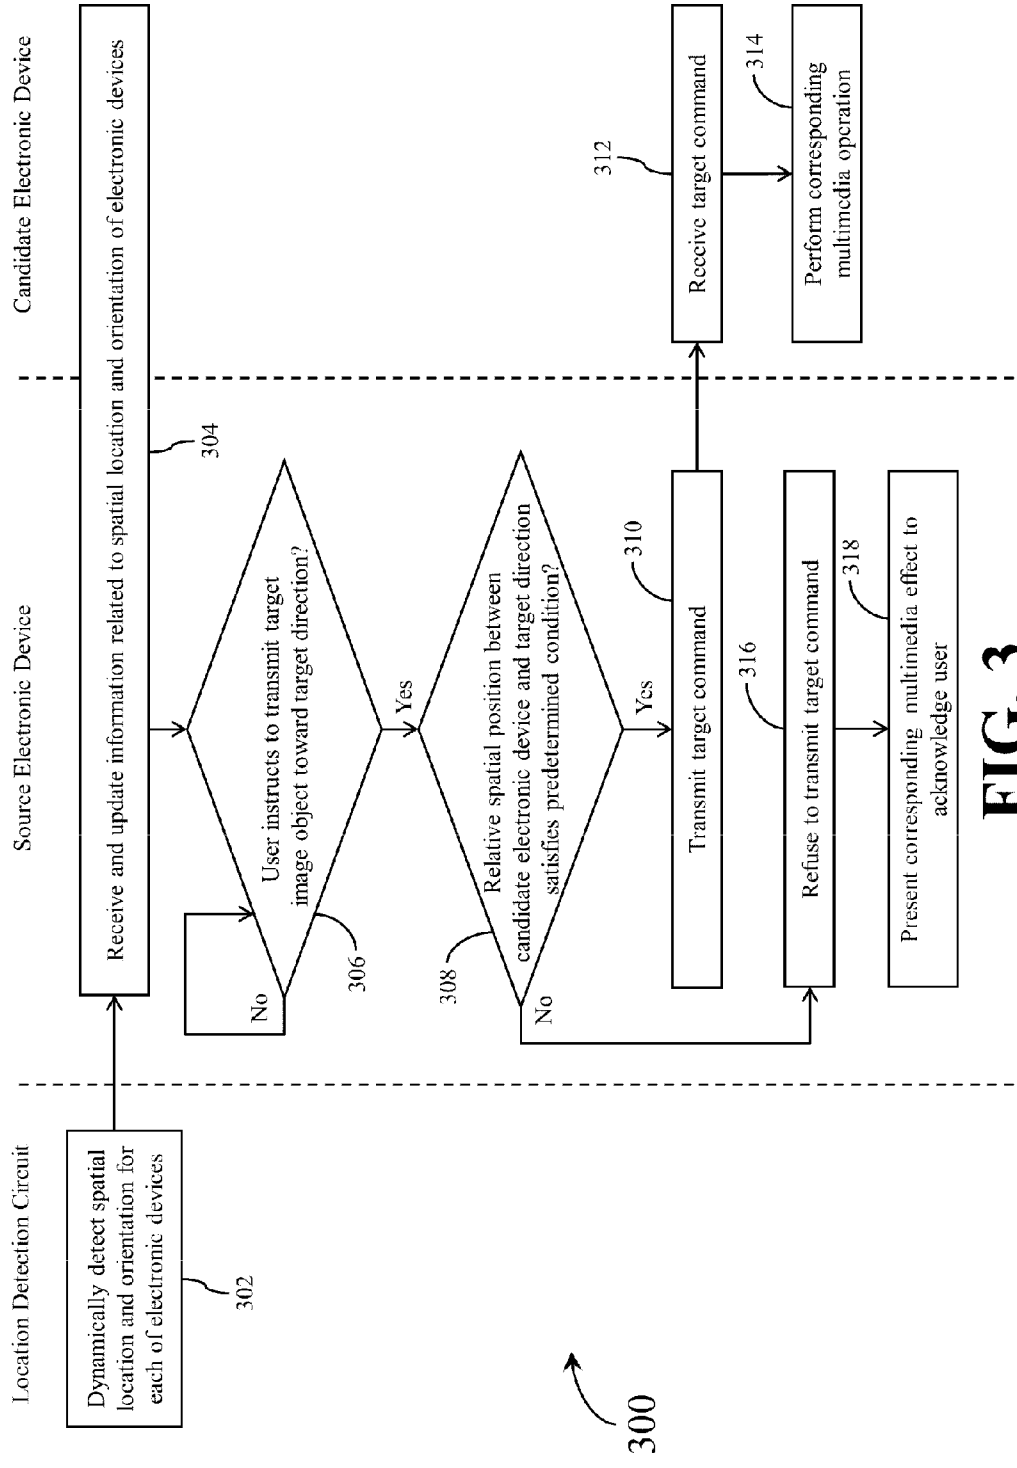 Location Detection Circuit
Source Electronic Device
Candidate Electronic Device
Dynamically detect spatial
location and orientation for
each of electronic devices
302
Receive and update information related to spatial location and orientation of electronic devices
304
User instructs to transmit target
image object toward target direction?
No
306
Yes
Relative spatial position between
candidate electronic device and target direction
satisfies predetermined condition?
308
No
Yes
310
Transmit target command
312
Receive target command
314
Perform corresponding
multimedia operation
316
Refuse to transmit target command
318
Present corresponding multimedia effect to
acknowledge user
300
FIG. 3